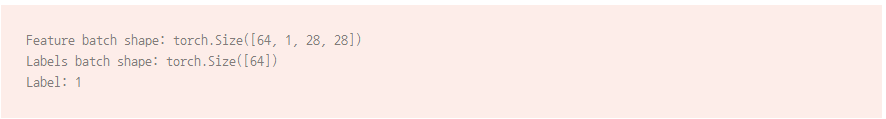 Feature batch shape: torch.Size([64, 1, 28, 28])
Labels batch shape: torch.Size([64])
Label: 1